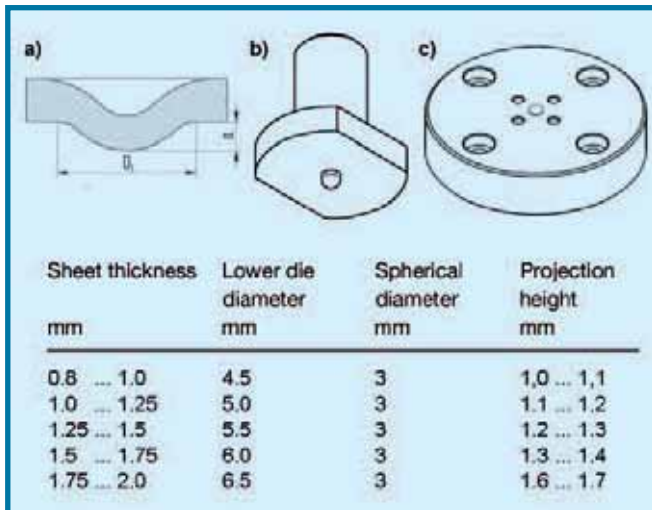 a)
b)
c)
Sheet thickness Lower die Spherical Projection
diameter diameter height
mm mm mm mm
0.8 ... 1.0 4.5 3 1,0 ... 1,1
1.0 ... 1.25 5.0 3 1.1 ... 1.2
1.25 ... 1.5 5.5 3 1.2 ... 1.3
1.5 ... 1.75 6.0 3 1.3 ... 1.4
1.75 ... 2.0 6.5 3 1.6 ... 1.7